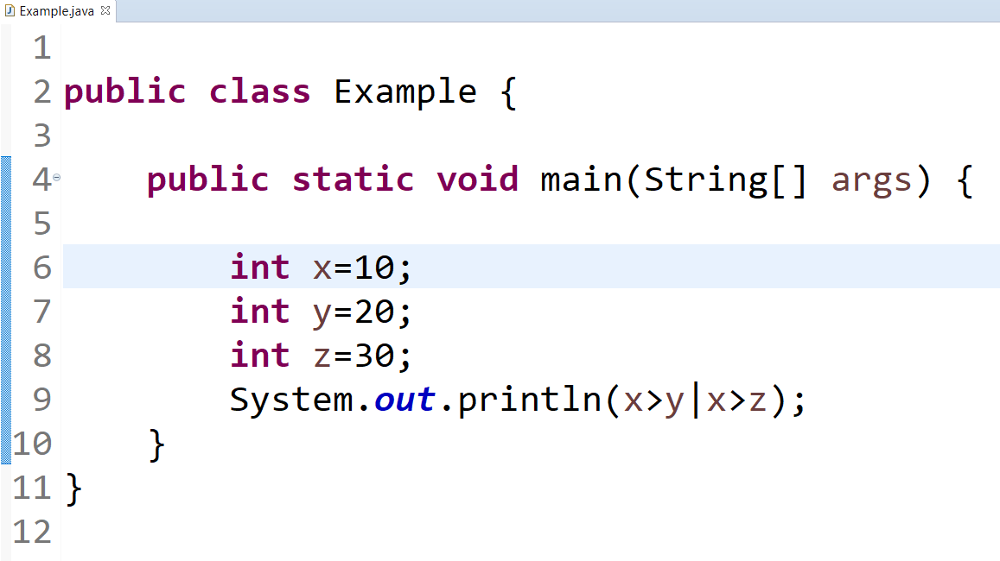 Example.java
1
2 public class Example {
3
4     public static void main(String[] args) {
5
6         int x=10;
7         int y=20;
8         int z=30;
9         System.out.println(x>y|x>z);
10     }
11 }
12